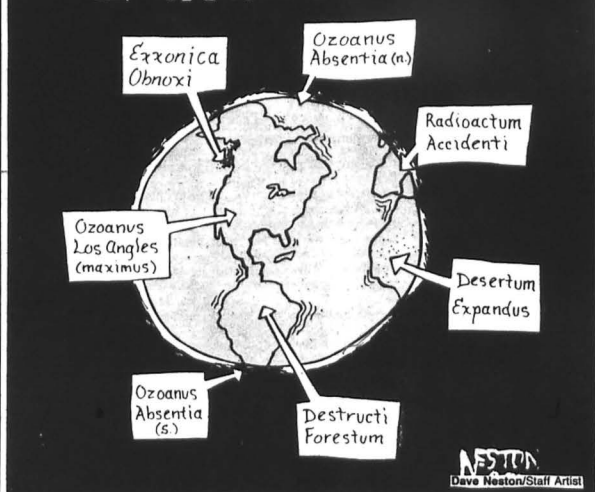 Exxonica
Obnoxi
Ozoanus
Absentia (n.)
Radioactum
Accidenti
Ozoanus
Los Angles
(maximus)
Desertum
Expandus
Ozoanus
Absentia
(s.)
Destructi
Forestum
NESTON
Dave Neston/Staff Artist